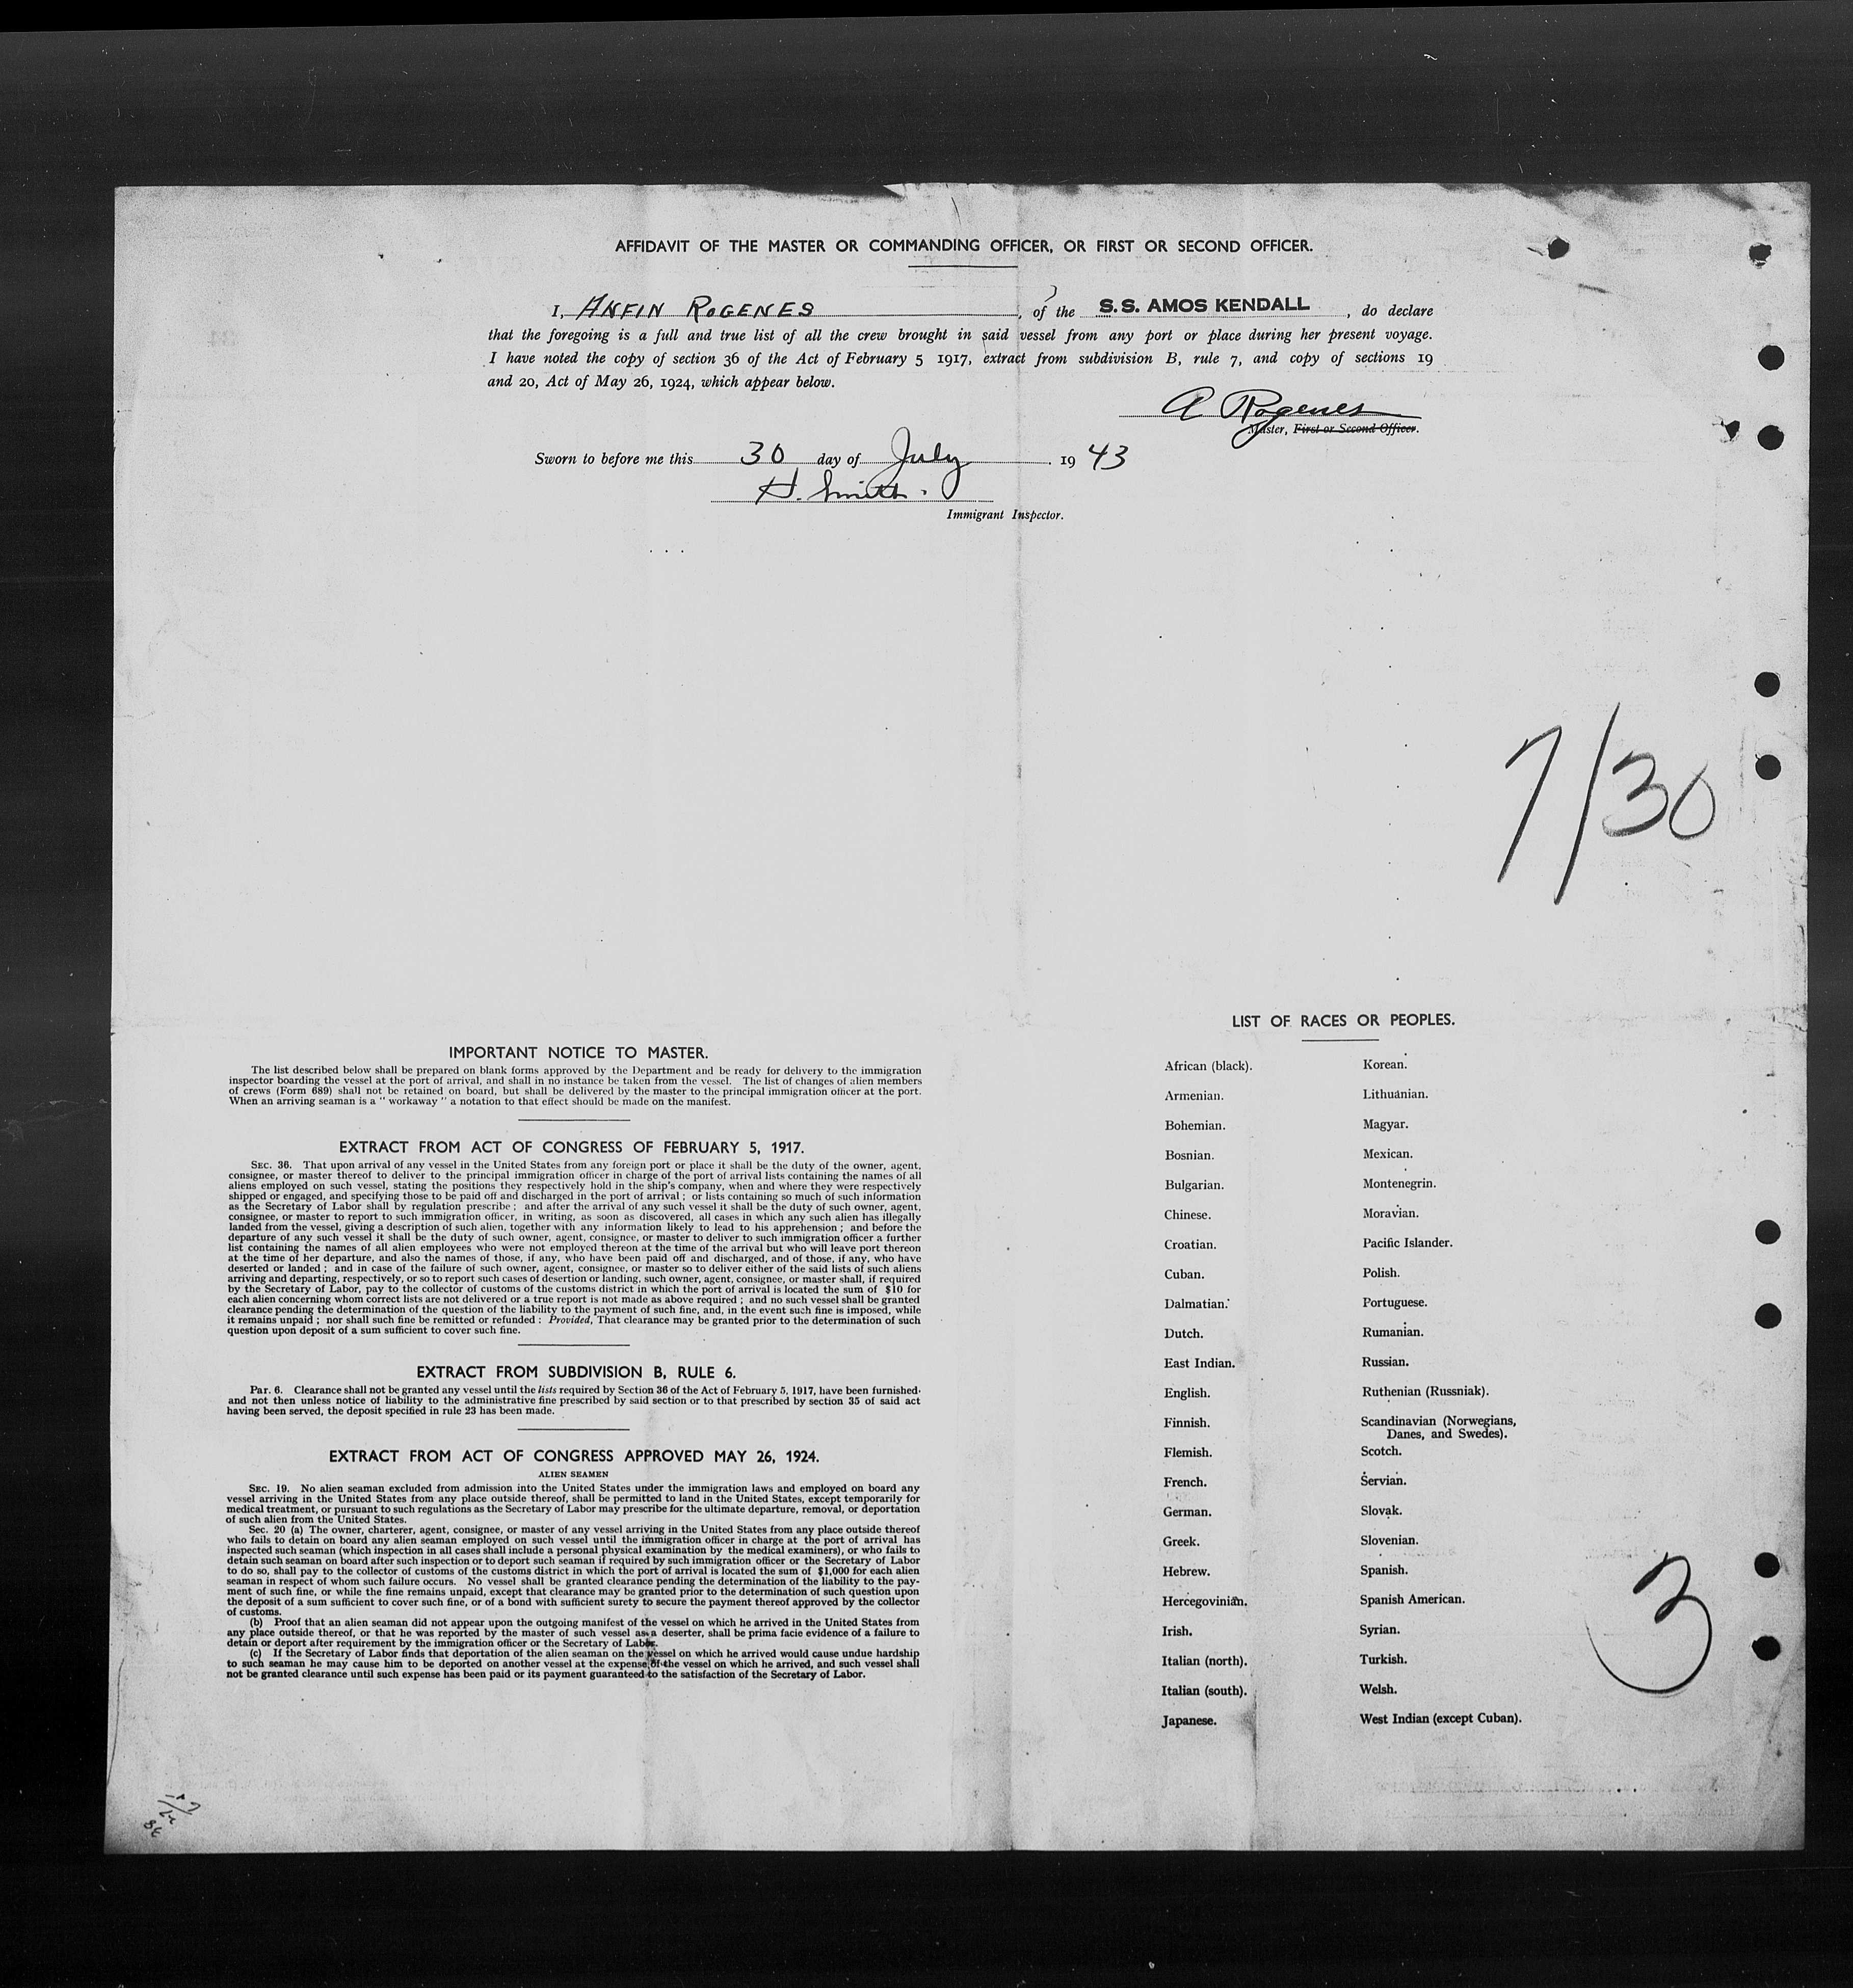 AFFIDAVIT OF THE MASTER OR COMMANDING OFFICER, OR FIRST OR SECOND OFFICER.
I, ANFIN ROGENES, of the S.S. AMOS KENDALL, do declare
that the foregoing is a full and true list of all the crew brought in said vessel from any port or place during her present voyage.
I have noted the copy of section 36 of the Act of February 5 1917, extract from subdivision B, rule 7, and copy of sections 19
and 20, Act of May 26, 1924, which appear below.
A Rogenes
Master, First or Second Officer.
Sworn to before me this 30 day of July . 19 43
H. Smith.
Immigrant Inspector.
7/30
IMPORTANT NOTICE TO MASTER.
The list described below shall be prepared on blank forms approved by the Department and be ready for delivery to the immigration
inspector boarding the vessel at the port of arrival, and shall in no instance be taken from the vessel. The list of changes of alien members
of crews (Form 689) shall not be retained on board, but shall be delivered by the master to the principal immigration officer at the port.
When an arriving seaman is a " workaway " a notation to that effect should be made on the manifest.
EXTRACT FROM ACT OF CONGRESS OF FEBRUARY 5, 1917.
SEC. 36. That upon arrival of any vessel in the United States from any foreign port or place it shall be the duty of the owner, agent,
consignee, or master thereof to deliver to the principal immigration officer in charge of the port of arrival lists containing the names of all
aliens employed on such vessel, stating the positions they respectively hold in the ship's company, when and where they were respectively
shipped or engaged, and specifying those to be paid off and discharged in the port of arrival ; or lists containing so much of such information
as the Secretary of Labor shall by regulation prescribe ; and after the arrival of any such vessel it shall be the duty of such owner, agent,
consignee, or master to report to such immigration officer, in writing, as soon as discovered, all cases in which any such alien has illegally
landed from the vessel, giving a description of such alien, together with any information likely to lead to his apprehension ; and before the
departure of any such vessel it shall be the duty of such owner, agent, consignee, or master to deliver to such immigration officer a further
list containing the names of all alien employees who were not employed thereon at the time of the arrival but who will leave port thereon
at the time of her departure, and also the names of those, if any, who have been paid off and discharged, and of those, if any, who have
deserted or landed ; and in case of the failure of such owner, agent, consignee, or master so to deliver either of the said lists of such aliens
arriving and departing, respectively, or so to report such cases of desertion or landing, such owner, agent, consignee, or master shall, if required
by the Secretary of Labor, pay to the collector of customs of the customs district in which the port of arrival is located the sum of $10 for
each alien concerning whom correct lists are not delivered or a true report is not made as above required ; and no such vessel shall be granted
clearance pending the determination of the question of the liability to the payment of such fine, and, in the event such fine is imposed, while
it remains unpaid ; nor shall such fine be remitted or refunded : Provided, That clearance may be granted prior to the determination of such
question upon deposit of a sum sufficient to cover such fine.
EXTRACT FROM SUBDIVISION B, RULE 6.
Par. 6. Clearance shall not be granted any vessel until the lists required by Section 36 of the Act of February 5, 1917, have been furnished,
and not then unless notice of liability to the administrative fine prescribed by said section or to that prescribed by section 35 of said act
having been served, the deposit specified in rule 23 has been made.
EXTRACT FROM ACT OF CONGRESS APPROVED MAY 26, 1924.
ALIEN SEAMEN
SEC. 19. No alien seaman excluded from admission into the United States under the immigration laws and employed on board any
vessel arriving in the United States from any place outside thereof, shall be permitted to land in the United States, except temporarily for
medical treatment, or pursuant to such regulations as the Secretary of Labor may prescribe for the ultimate departure, removal, or deportation
of such alien from the United States.
Sec. 20 (a) The owner, charterer, agent, consignee, or master of any vessel arriving in the United States from any place outside thereof
who fails to detain on board any alien seaman employed on such vessel until the immigration officer in charge at the port of arrival has
inspected such seaman (which inspection in all cases shall include a personal physical examination by the medical examiners), or who fails to
detain such seaman on board after such inspection or to deport such seaman if required by such immigration officer or the Secretary of Labor
to do so, shall pay to the collector of customs of the customs district in which the port of arrival is located the sum of $1,000 for each alien
seaman in respect of whom such failure occurs. No vessel shall be granted clearance pending the determination of the liability to the pay-
ment of such fine, or while the fine remains unpaid, except that clearance may be granted prior to the determination of such question upon
the deposit of a sum sufficient to cover such fine, or of a bond with sufficient surety to secure the payment thereof approved by the collector
of customs.
(b) Proof that an alien seaman did not appear upon the outgoing manifest of the vessel on which he arrived in the United States from
any place outside thereof, or that he was reported by the master of such vessel as a deserter, shall be prima facie evidence of a failure to
detain or deport after requirement by the immigration officer or the Secretary of Labor.
(c) If the Secretary of Labor finds that deportation of the alien seaman on the vessel on which he arrived would cause undue hardship
to such seaman he may cause him to be deported on another vessel at the expense of the vessel on which he arrived, and such vessel shall
not be granted clearance until such expense has been paid or its payment guaranteed to the satisfaction of the Secretary of Labor.
LIST OF RACES OR PEOPLES.
African (black).
Armenian.
Bohemian.
Bosnian.
Bulgarian.
Chinese.
Croatian.
Cuban.
Dalmatian.
Dutch.
East Indian.
English.
Finnish.
Flemish.
French.
German.
Greek.
Hebrew.
Hercegovinian.
Irish.
Italian (north).
Italian (south).
Japanese.
Korean.
Lithuanian.
Magyar.
Mexican.
Montenegrin.
Moravian.
Pacific Islander.
Polish.
Portuguese.
Rumanian.
Russian.
Ruthenian (Russniak).
Scandinavian (Norwegians,
Danes, and Swedes).
Scotch.
Servian.
Slovak.
Slovenian.
Spanish.
Spanish American.
Syrian.
Turkish.
Welsh.
West Indian (except Cuban).
3